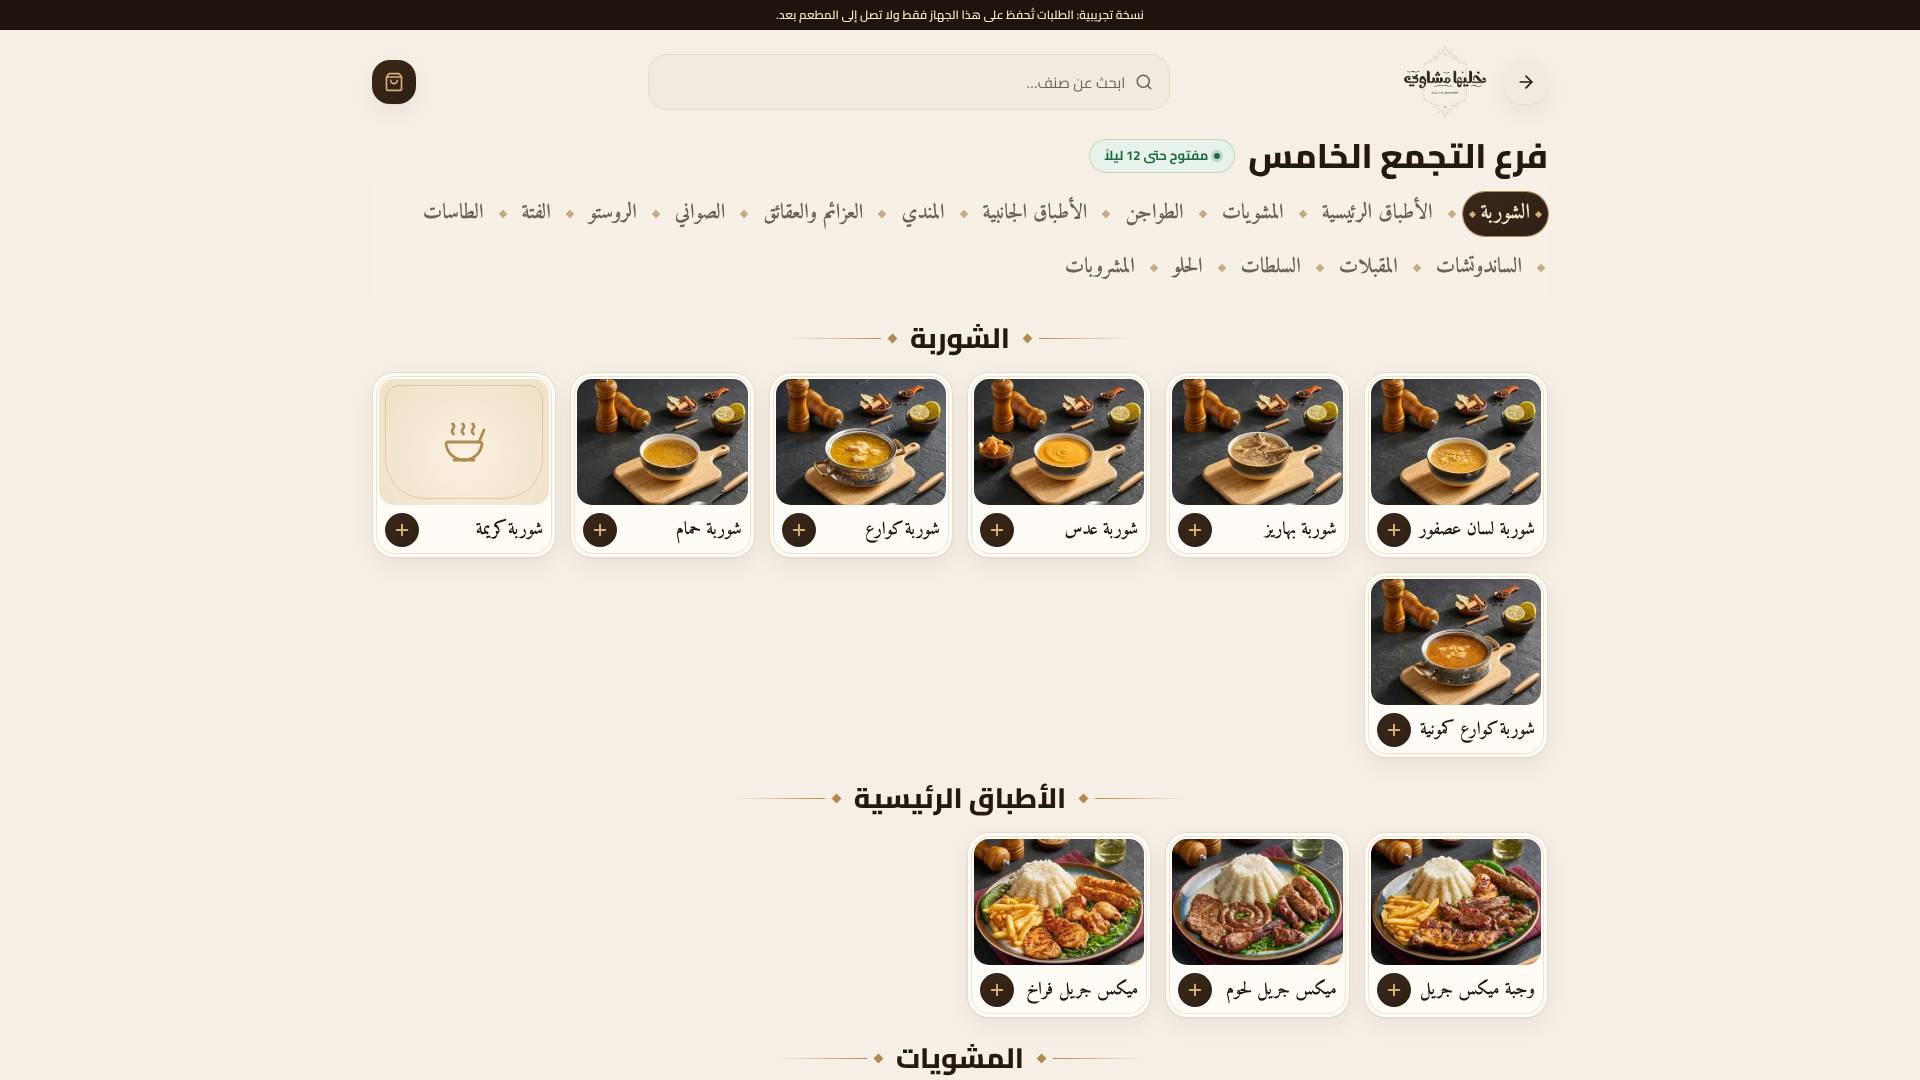 نسخة تجريبية: الطلبات تُحفظ على هذا الجهاز فقط ولا تصل إلى المطعم بعد.
خليها مشاوي
ابحث عن صنف...
فرع التجمع الخامس
مفتوح حتى 12 ليلاً
الشوربة
الأطباق الرئيسية
المشويات
الطواجن
الأطباق الجانبية
المندي
العزائم والعقائق
الصواني
الروستو
الفتة
الطاسات
الساندوتشات
المقبلات
السلطات
الحلو
المشروبات
الشوربة
شوربة لسان عصفور
شوربة بهاريز
شوربة عدس
شوربة كوارع
شوربة حمام
شوربة كريمة
شوربة كوارع كمونية
الأطباق الرئيسية
وجبة ميكس جريل
ميكس جريل لحوم
ميكس جريل فراخ
المشويات